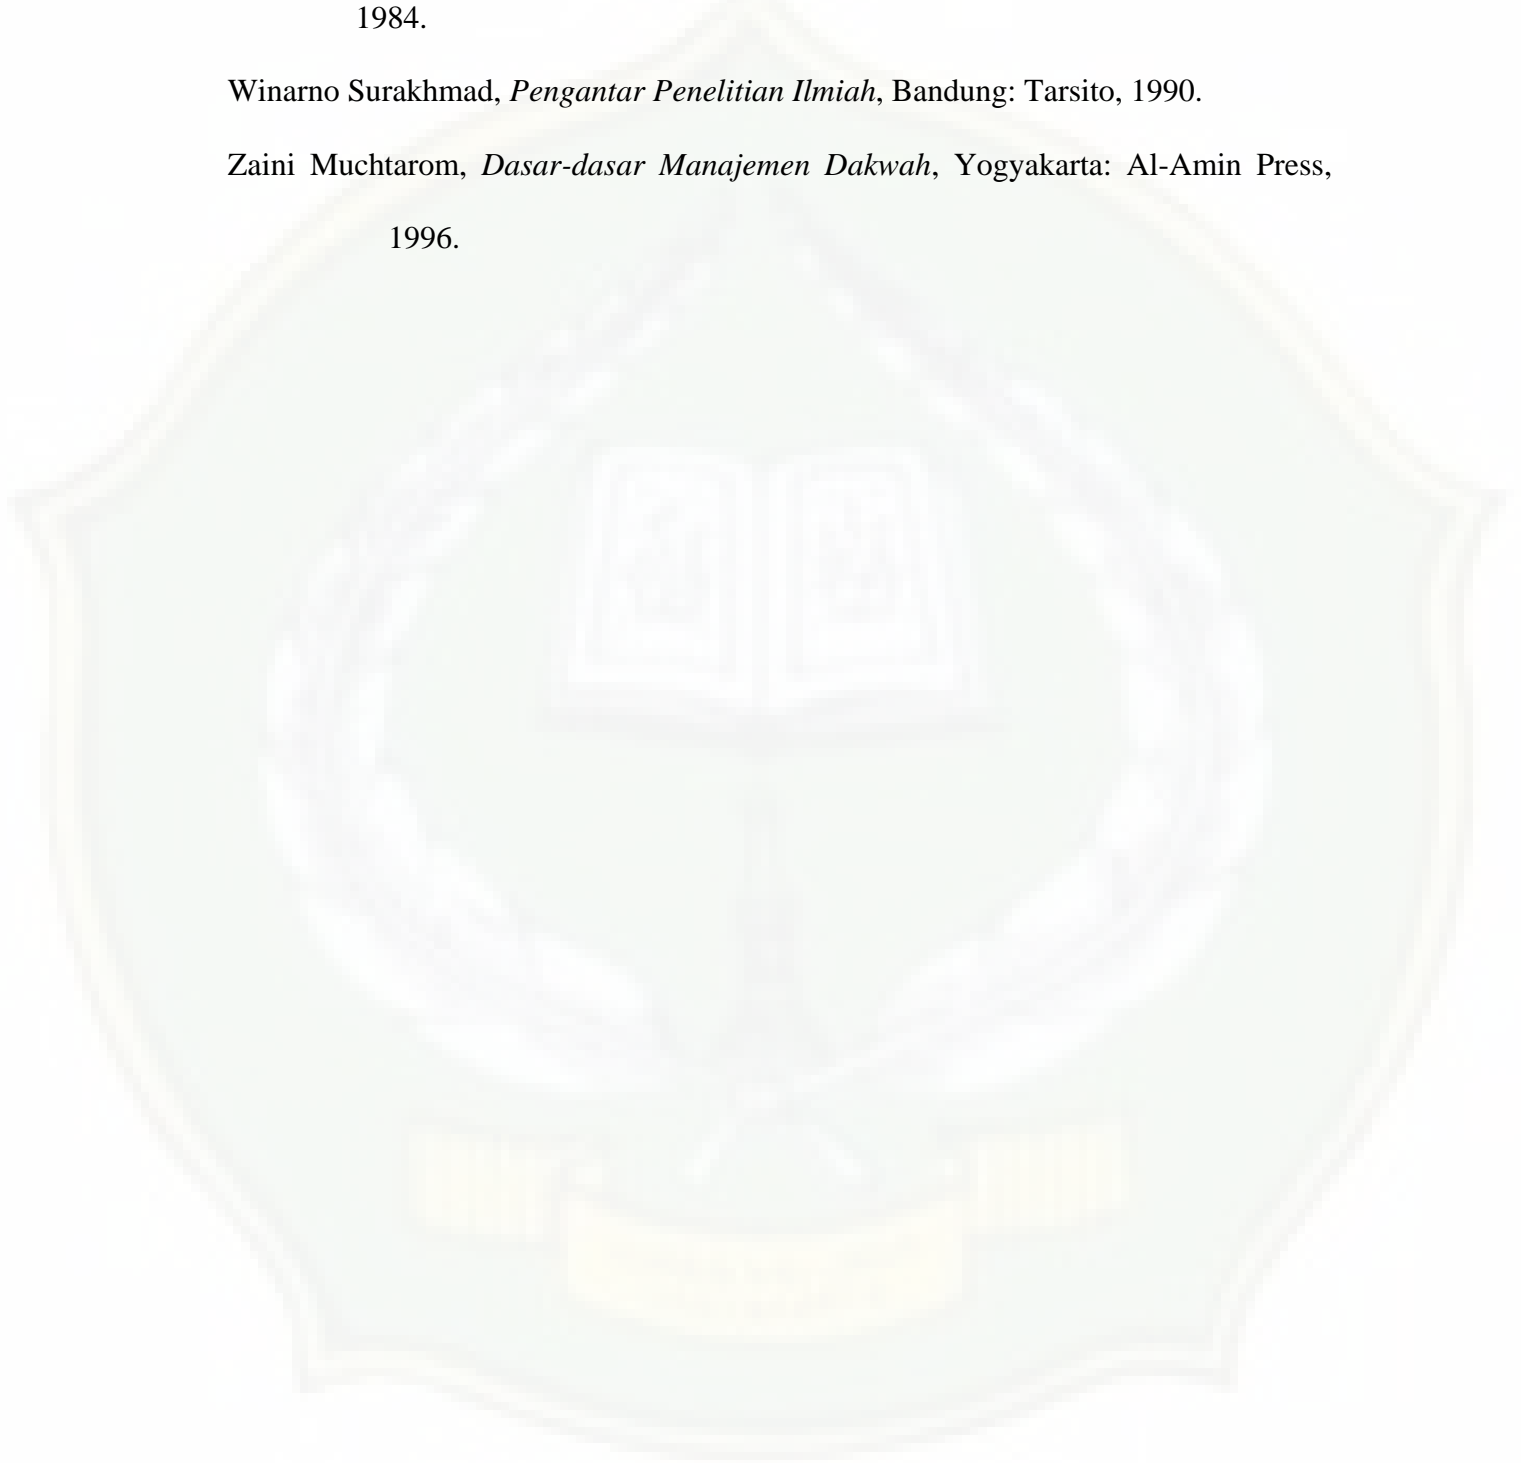 1984.
Winarno Surakhmad, Pengantar Penelitian Ilmiah, Bandung: Tarsito, 1990.
Zaini Muchtarom, Dasar-dasar Manajemen Dakwah, Yogyakarta: Al-Amin Press,
1996.